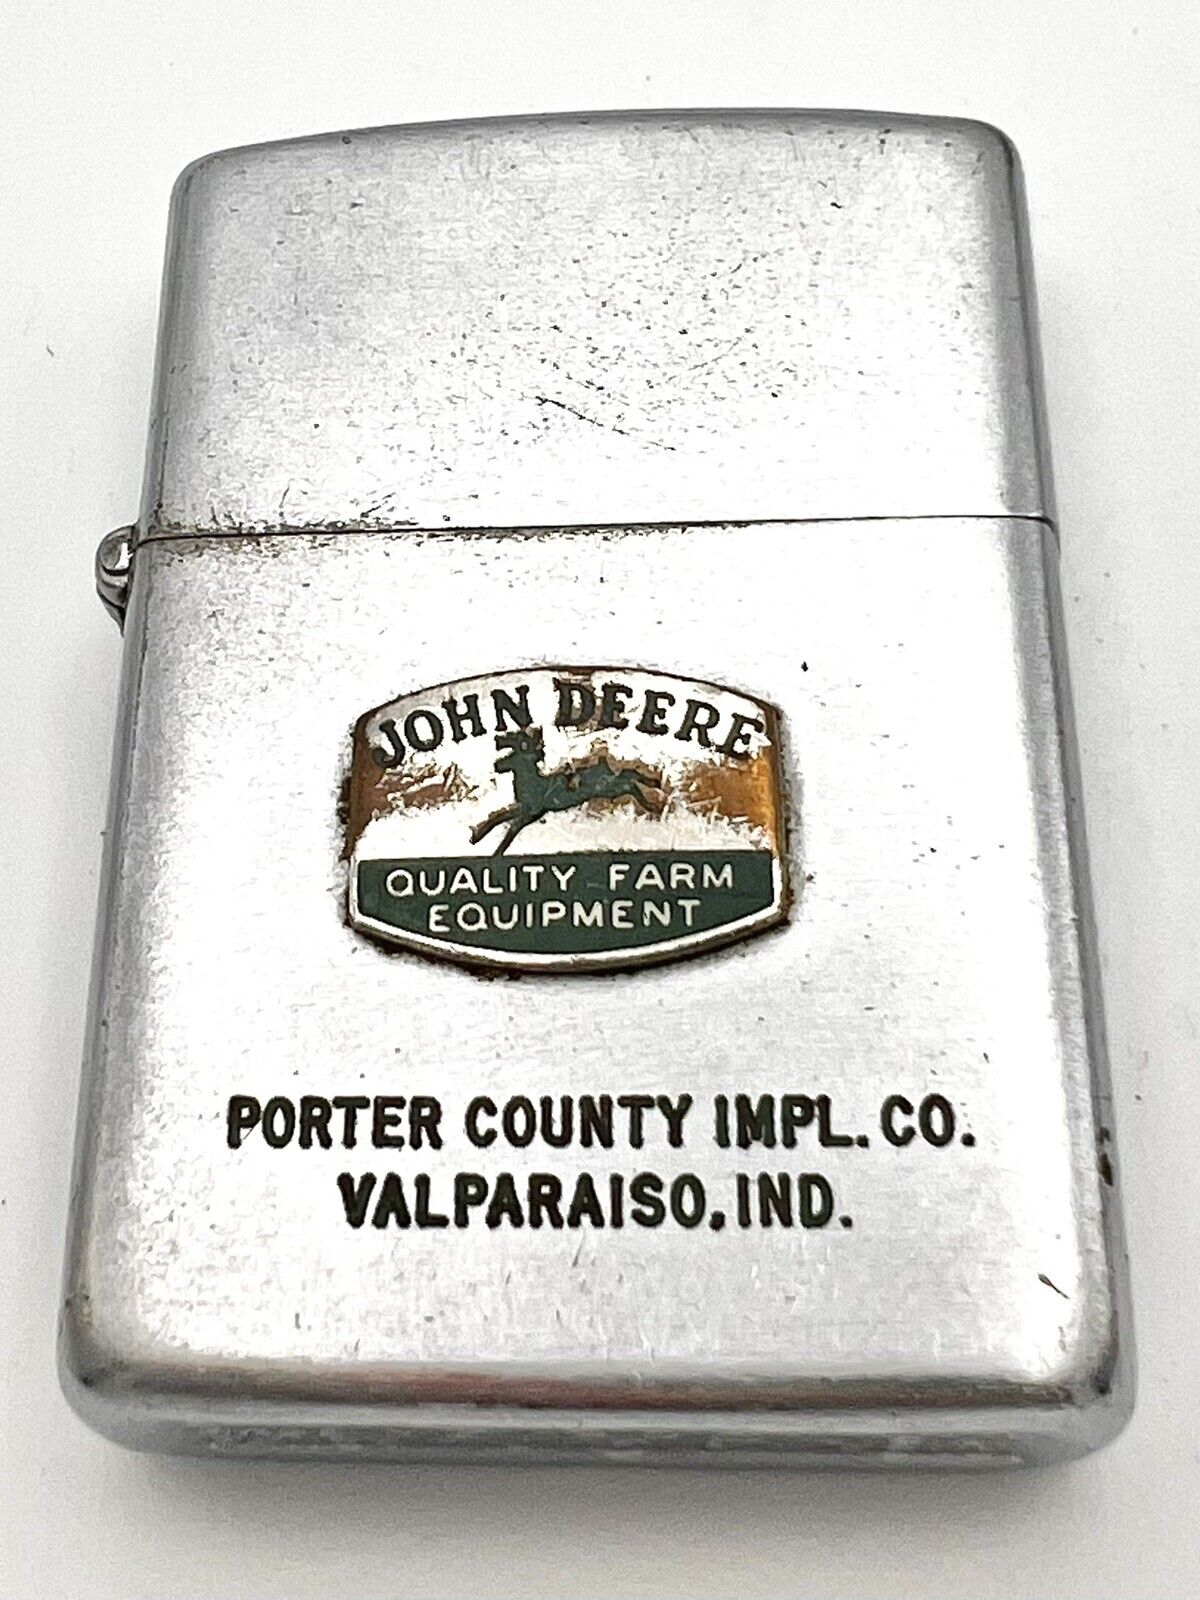 JOHN DEERE
QUALITY FARM
EQUIPMENT
PORTER COUNTY IMPL. CO.
VALPARAISO, IND.